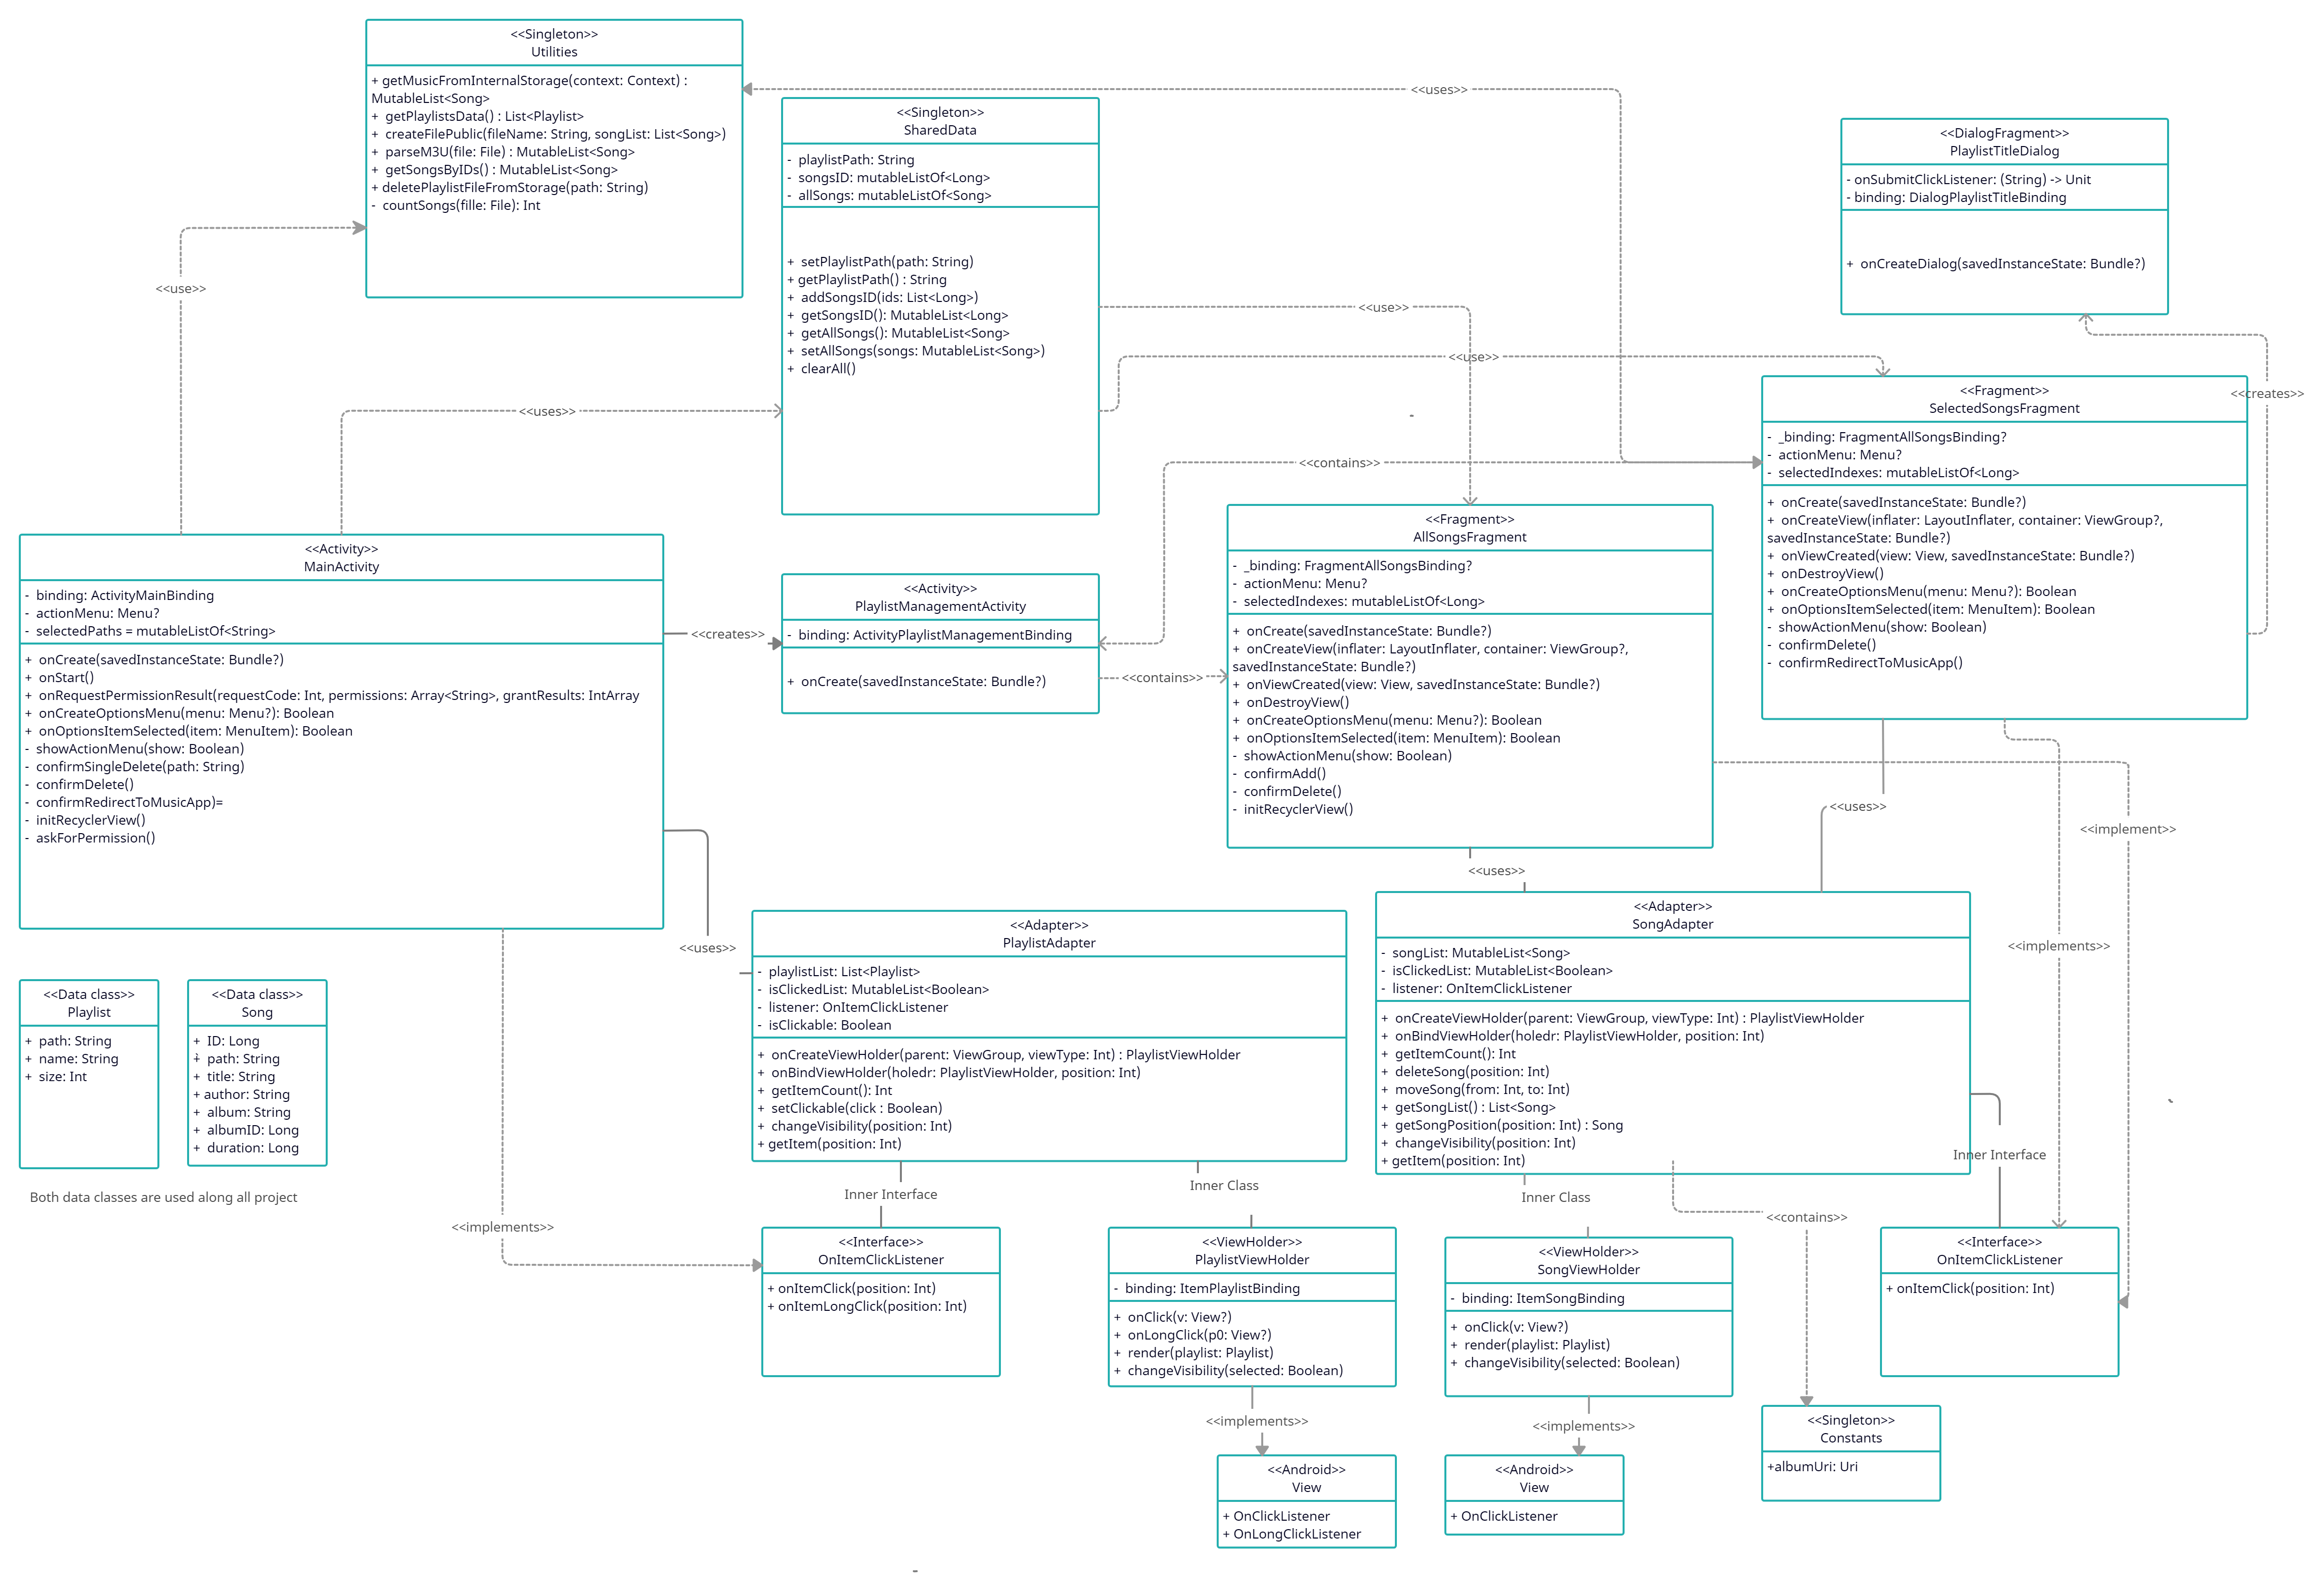 <<Singleton>>
Utilities
+ getMusicFromInternalStorage(context: Context) :
MutableList<Song>
+ getPlaylistsData() : List<Playlist>
+ createFilePublic(fileName: String, songList: List<Song>)
+ parseM3U(file: File) : MutableList<Song>
+ getSongsByIDs() : MutableList<Song>
+ deletePlaylistFileFromStorage(path: String)
- countSongs(fille: File): Int
<<uses>>
<<Singleton>>
SharedData
- playlistPath: String
- songsID: mutableListOf<Long>
- allSongs: mutableListOf<Song>
+ setPlaylistPath(path: String)
+ getPlaylistPath() : String
+ addSongsID(ids: List<Long>)
+ getSongsID(): MutableList<Long>
+ getAllSongs(): MutableList<Song>
+ setAllSongs(songs: MutableList<Song>)
+ clearAll()
<<DialogFragment>>
PlaylistTitleDialog
- onSubmitClickListener: (String) -> Unit
- binding: DialogPlaylistTitleBinding
+ onCreateDialog(savedInstanceState: Bundle?)
<<use>>
<<use>>
<<use>>
<<creates>>
<<uses>>
-
<<contains>>
<<Fragment>>
SelectedSongsFragment
- _binding: FragmentAllSongsBinding?
- actionMenu: Menu?
- selectedIndexes: mutableListOf<Long>
+ onCreate(savedInstanceState: Bundle?)
+ onCreateView(inflater: LayoutInflater, container: ViewGroup?,
savedInstanceState: Bundle?)
+ onViewCreated(view: View, savedInstanceState: Bundle?)
+ onDestroyView()
+ onCreateOptionsMenu(menu: Menu?): Boolean
+ onOptionsItemSelected(item: MenuItem): Boolean
- showActionMenu(show: Boolean)
- confirmDelete()
- confirmRedirectToMusicApp()
<<Activity>>
MainActivity
- binding: ActivityMainBinding
- actionMenu: Menu?
- selectedPaths = mutableListOf<String>
+ onCreate(savedInstanceState: Bundle?)
+ onStart()
+ onRequestPermissionResult(requestCode: Int, permissions: Array<String>, grantResults: IntArray
+ onCreateOptionsMenu(menu: Menu?): Boolean
+ onOptionsItemSelected(item: MenuItem): Boolean
- showActionMenu(show: Boolean)
- confirmSingleDelete(path: String)
- confirmDelete()
- confirmRedirectToMusicApp)=
- initRecyclerView()
- askForPermission()
<<creates>>
<<Activity>>
PlaylistManagementActivity
- binding: ActivityPlaylistManagementBinding
+ onCreate(savedInstanceState: Bundle?)
<<contains>>
<<Fragment>>
AllSongsFragment
- _binding: FragmentAllSongsBinding?
- actionMenu: Menu?
- selectedIndexes: mutableListOf<Long>
+ onCreate(savedInstanceState: Bundle?)
+ onCreateView(inflater: LayoutInflater, container: ViewGroup?,
savedInstanceState: Bundle?)
+ onViewCreated(view: View, savedInstanceState: Bundle?)
+ onDestroyView()
+ onCreateOptionsMenu(menu: Menu?): Boolean
+ onOptionsItemSelected(item: MenuItem): Boolean
- showActionMenu(show: Boolean)
- confirmAdd()
- confirmDelete()
- initRecyclerView()
<<uses>>
<<implement>>
<<uses>>
<<uses>>
<<implements>>
<<Adapter>>
PlaylistAdapter
- playlistList: List<Playlist>
- isClickedList: MutableList<Boolean>
- listener: OnItemClickListener
- isClickable: Boolean
+ onCreateViewHolder(parent: ViewGroup, viewType: Int) : PlaylistViewHolder
+ onBindViewHolder(holedr: PlaylistViewHolder, position: Int)
+ getItemCount(): Int
+ setClickable(click : Boolean)
+ changeVisibility(position: Int)
+ getItem(position: Int)
<<Adapter>>
SongAdapter
- songList: MutableList<Song>
- isClickedList: MutableList<Boolean>
- listener: OnItemClickListener
+ onCreateViewHolder(parent: ViewGroup, viewType: Int) : PlaylistViewHolder
+ onBindViewHolder(holedr: PlaylistViewHolder, position: Int)
+ getItemCount(): Int
+ deleteSong(position: Int)
+ moveSong(from: Int, to: Int)
+ getSongList() : List<Song>
+ getSongPosition(position: Int) : Song
+ changeVisibility(position: Int)
+ getItem(position: Int)
<<Data class>>
Playlist
+ path: String
+ name: String
+ size: Int
<<Data class>>
Song
+ ID: Long
+ path: String
+ title: String
+ author: String
+ album: String
+ albumID: Long
+ duration: Long
Both data classes are used along all project
<<implements>>
Inner Interface
Inner Class
Inner Class
Inner Interface
<<contains>>
<<Interface>>
OnItemClickListener
+ onItemClick(position: Int)
+ onItemLongClick(position: Int)
<<ViewHolder>>
PlaylistViewHolder
- binding: ItemPlaylistBinding
+ onClick(v: View?)
+ onLongClick(p0: View?)
+ render(playlist: Playlist)
+ changeVisibility(selected: Boolean)
<<ViewHolder>>
SongViewHolder
- binding: ItemSongBinding
+ onClick(v: View?)
+ render(playlist: Playlist)
+ changeVisibility(selected: Boolean)
<<Interface>>
OnItemClickListener
+ onItemClick(position: Int)
<<implements>>
<<implements>>
<<Android>>
View
+ OnClickListener
+ OnLongClickListener
<<Android>>
View
+ OnClickListener
<<Singleton>>
Constants
+albumUri: Uri
-